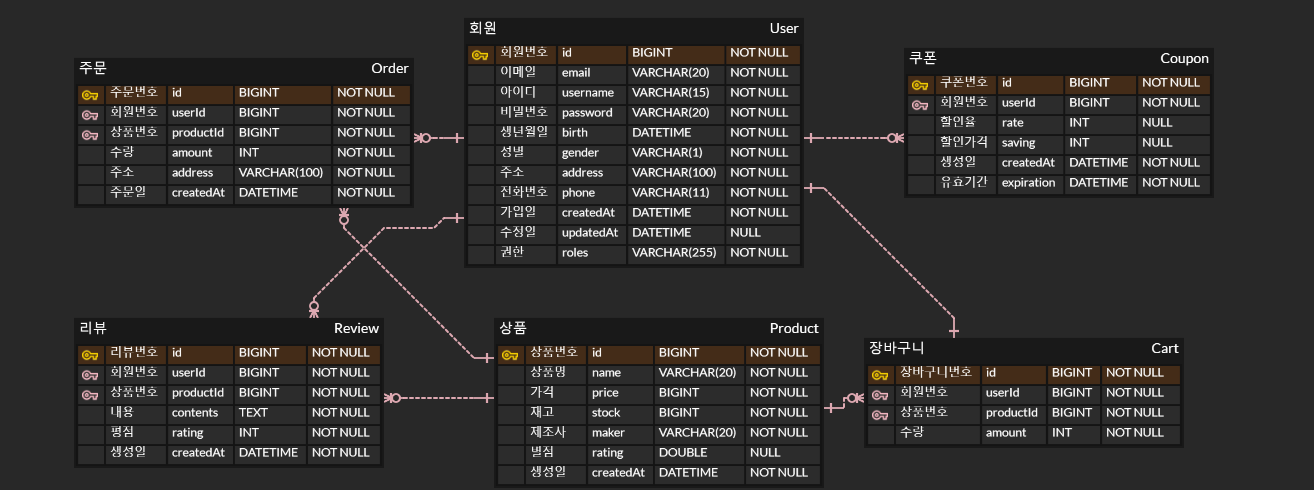 주문 Order
주문번호 id BIGINT NOT NULL
회원번호 userId BIGINT NOT NULL
상품번호 productId BIGINT NOT NULL
수량 amount INT NOT NULL
주소 address VARCHAR(100) NOT NULL
주문일 createdAt DATETIME NOT NULL
회원 User
회원번호 id BIGINT NOT NULL
이메일 email VARCHAR(20) NOT NULL
아이디 username VARCHAR(15) NOT NULL
비밀번호 password VARCHAR(20) NOT NULL
생년월일 birth DATETIME NOT NULL
성별 gender VARCHAR(1) NOT NULL
주소 address VARCHAR(100) NOT NULL
전화번호 phone VARCHAR(11) NOT NULL
가입일 createdAt DATETIME NOT NULL
수정일 updatedAt DATETIME NULL
권한 roles VARCHAR(255) NOT NULL
쿠폰 Coupon
쿠폰번호 id BIGINT NOT NULL
회원번호 userId BIGINT NOT NULL
할인율 rate INT NULL
할인가격 saving INT NULL
생성일 createdAt DATETIME NOT NULL
유효기간 expiration DATETIME NOT NULL
리뷰 Review
리뷰번호 id BIGINT NOT NULL
회원번호 userId BIGINT NOT NULL
상품번호 productId BIGINT NOT NULL
내용 contents TEXT NOT NULL
평점 rating INT NOT NULL
생성일 createdAt DATETIME NOT NULL
상품 Product
상품번호 id BIGINT NOT NULL
상품명 name VARCHAR(20) NOT NULL
가격 price BIGINT NOT NULL
재고 stock BIGINT NOT NULL
제조사 maker VARCHAR(20) NOT NULL
별점 rating DOUBLE NULL
생성일 createdAt DATETIME NOT NULL
장바구니 Cart
장바구니번호 id BIGINT NOT NULL
회원번호 userId BIGINT NOT NULL
상품번호 productId BIGINT NOT NULL
수량 amount INT NOT NULL